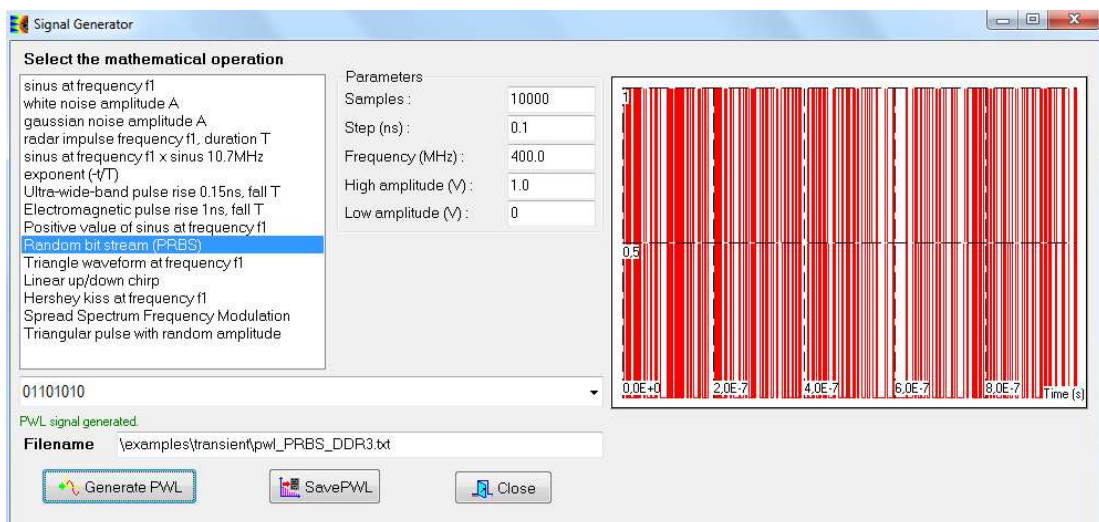 Signal Generator
Select the mathematical operation
sinus at frequency f1
white noise amplitude A
gaussian noise amplitude A
radar impulse frequency f1, duration T
sinus at frequency f1 x sinus 10.7MHz
exponent (-t/T)
Ultra-wide-band pulse rise 0.15ns, fall T
Electromagnetic pulse rise 1ns, fall T
Positive value of sinus at frequency f1
Random bit stream (PRBS)
Triangle waveform at frequency f1
Linear up/down chirp
Hershey kiss at frequency f1
Spread Spectrum Frequency Modulation
Triangular pulse with random amplitude
Parameters
Samples : 10000
Step (ns) : 0.1
Frequency (MHz) : 400.0
High amplitude (V) : 1.0
Low amplitude (V) : 0
1
0,5
0,0E+0 2,0E-7 4,0E-7 6,0E-7 8,0E-7 Time (s)
01101010
PWL signal generated.
Filename \examples\transient\pwl_PRBS_DDR3.txt
Generate PWL SavePWL Close